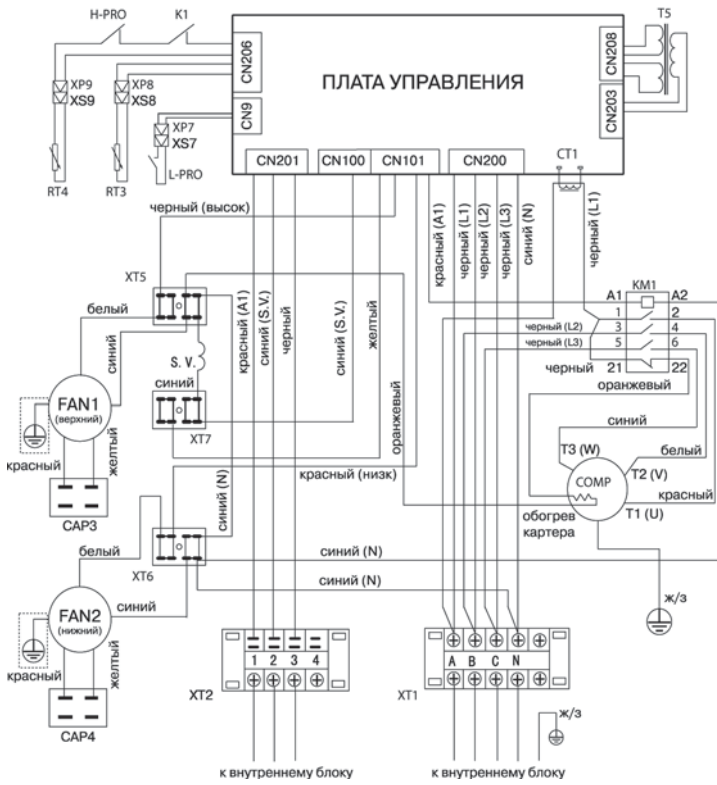 H-PRO K1
T5
CN206
CN208
ПЛАТА УПРАВЛЕНИЯ
XP9 XP8
XS9 XS8
CN9
CN203
XP7
XS7
L-PRO
RT4 RT3
CN201 CN100 CN101 CN200 CT1
черный (высок)
красный (A1)
черный (L1)
черный (L2)
черный (L3)
синий (N)
черный (L1)
XT5
белый
синий
S. V.
синий
XT7
красный (A1)
синий (S.V.)
черный
синий (S.V.)
желтый
оранжевый
KM1
A1 A2
1 2
черный (L2) 3 4
черный (L3) 5 6
черный 21 22
оранжевый
синий
T3 (W)
белый
COMP
T2 (V)
красный
T1 (U)
обогрев
картера
FAN1
(верхний)
красный
желтый
CAP3
синий (N)
красный (низк)
белый
XT6
синий (N)
синий (N)
синий
ж/з
FAN2
(нижний)
красный
желтый
CAP4
1 2 3 4
XT2
A B C N
XT1
ж/з
к внутреннему блоку к внутреннему блоку